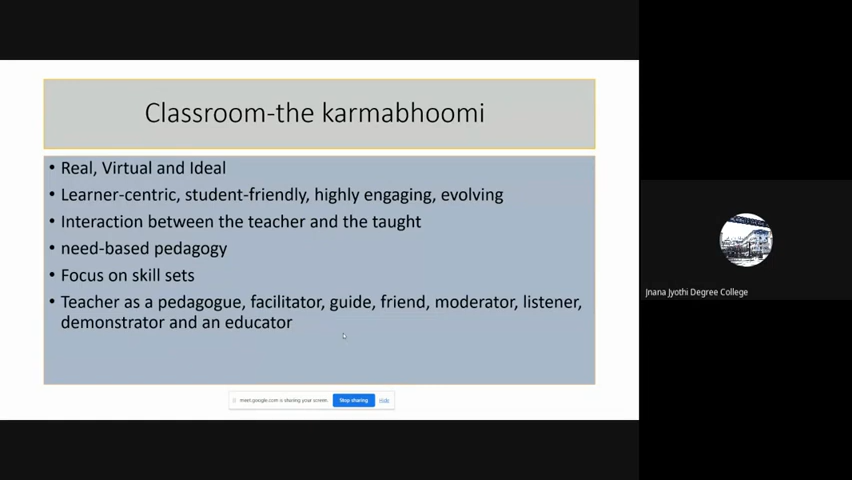 Classroom-the karmabhoomi
• Real, Virtual and Ideal
• Learner-centric, student-friendly, highly engaging, evolving
• Interaction between the teacher and the taught
• need-based pedagogy
• Focus on skill sets
• Teacher as a pedagogue, facilitator, guide, friend, moderator, listener,
demonstrator and an educator
meet.google.com is sharing your screen. Stop sharing Hide
Jnana Jyothi Degree College